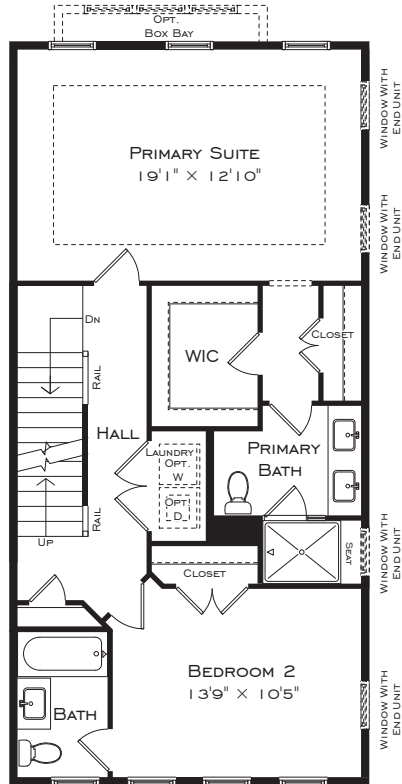 OPT.
BOX BAY
WINDOW WITH
END UNIT
PRIMARY SUITE
19'1" × 12'10"
WINDOW WITH
END UNIT
DN
RAIL
WIC
CLOSET
HALL
LAUNDRY
OPT.
W
OPT.
D
PRIMARY
BATH
RAIL
UP
SEAT
WINDOW WITH
END UNIT
CLOSET
BEDROOM 2
13'9" × 10'5"
WINDOW WITH
END UNIT
BATH